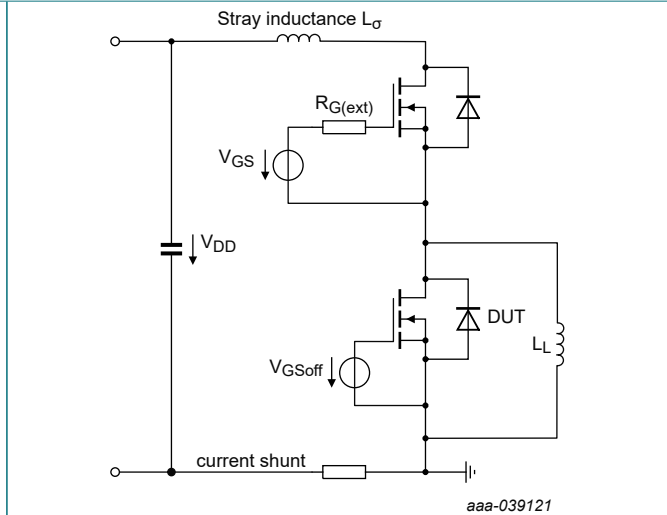 Stray inductance Lσ
RG(ext)
VGS
VDD
DUT
LL
VGSoff
current shunt
aaa-039121